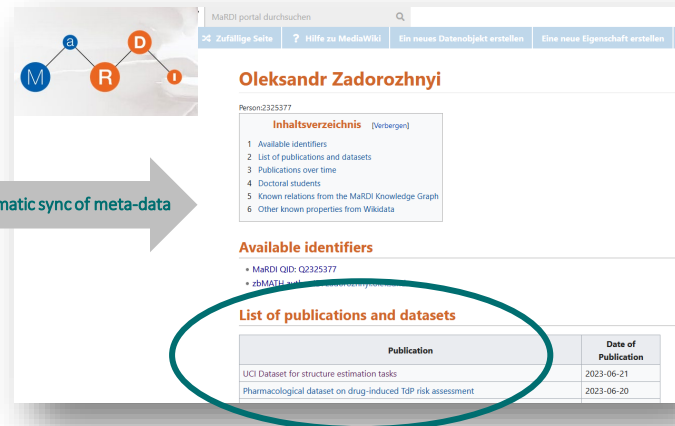 MaRDI portal durchsuchen
Zufällige Seite ? Hilfe zu MediaWiki Ein neues Datenobjekt erstellen Eine neue Eigenschaft erstellen
M a R D I
Oleksandr Zadorozhnyi
Person:2325377
Inhaltsverzeichnis [Verbergen]
1 Available identifiers
2 List of publications and datasets
3 Publications over time
4 Doctoral students
5 Known relations from the MaRDI Knowledge Graph
6 Other known properties from Wikidata
matic sync of meta-data
Available identifiers
• MaRDI QID: Q2325377
• zbMATH
List of publications and datasets
Publication Date of Publication
UCI Dataset for structure estimation tasks 2023-06-21
Pharmacological dataset on drug-induced TdP risk assessment 2023-06-20